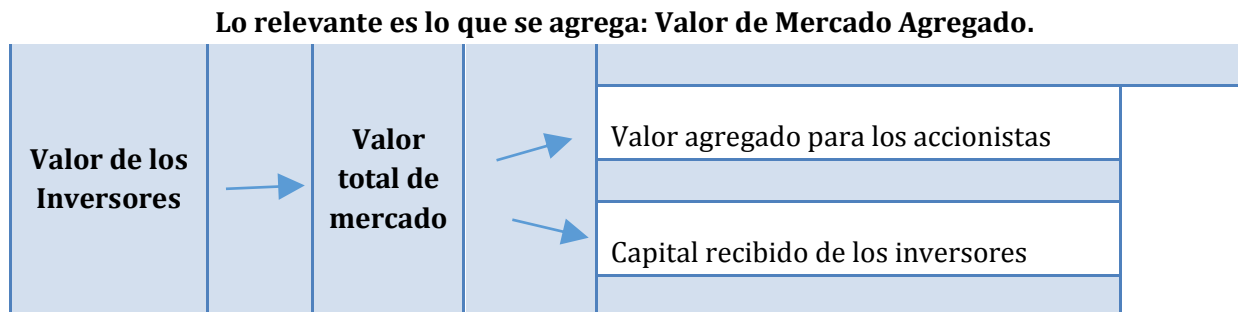 Lo relevante es lo que se agrega: Valor de Mercado Agregado.
Valor de los
Inversores
Valor
total de
mercado
Valor agregado para los accionistas
Capital recibido de los inversores